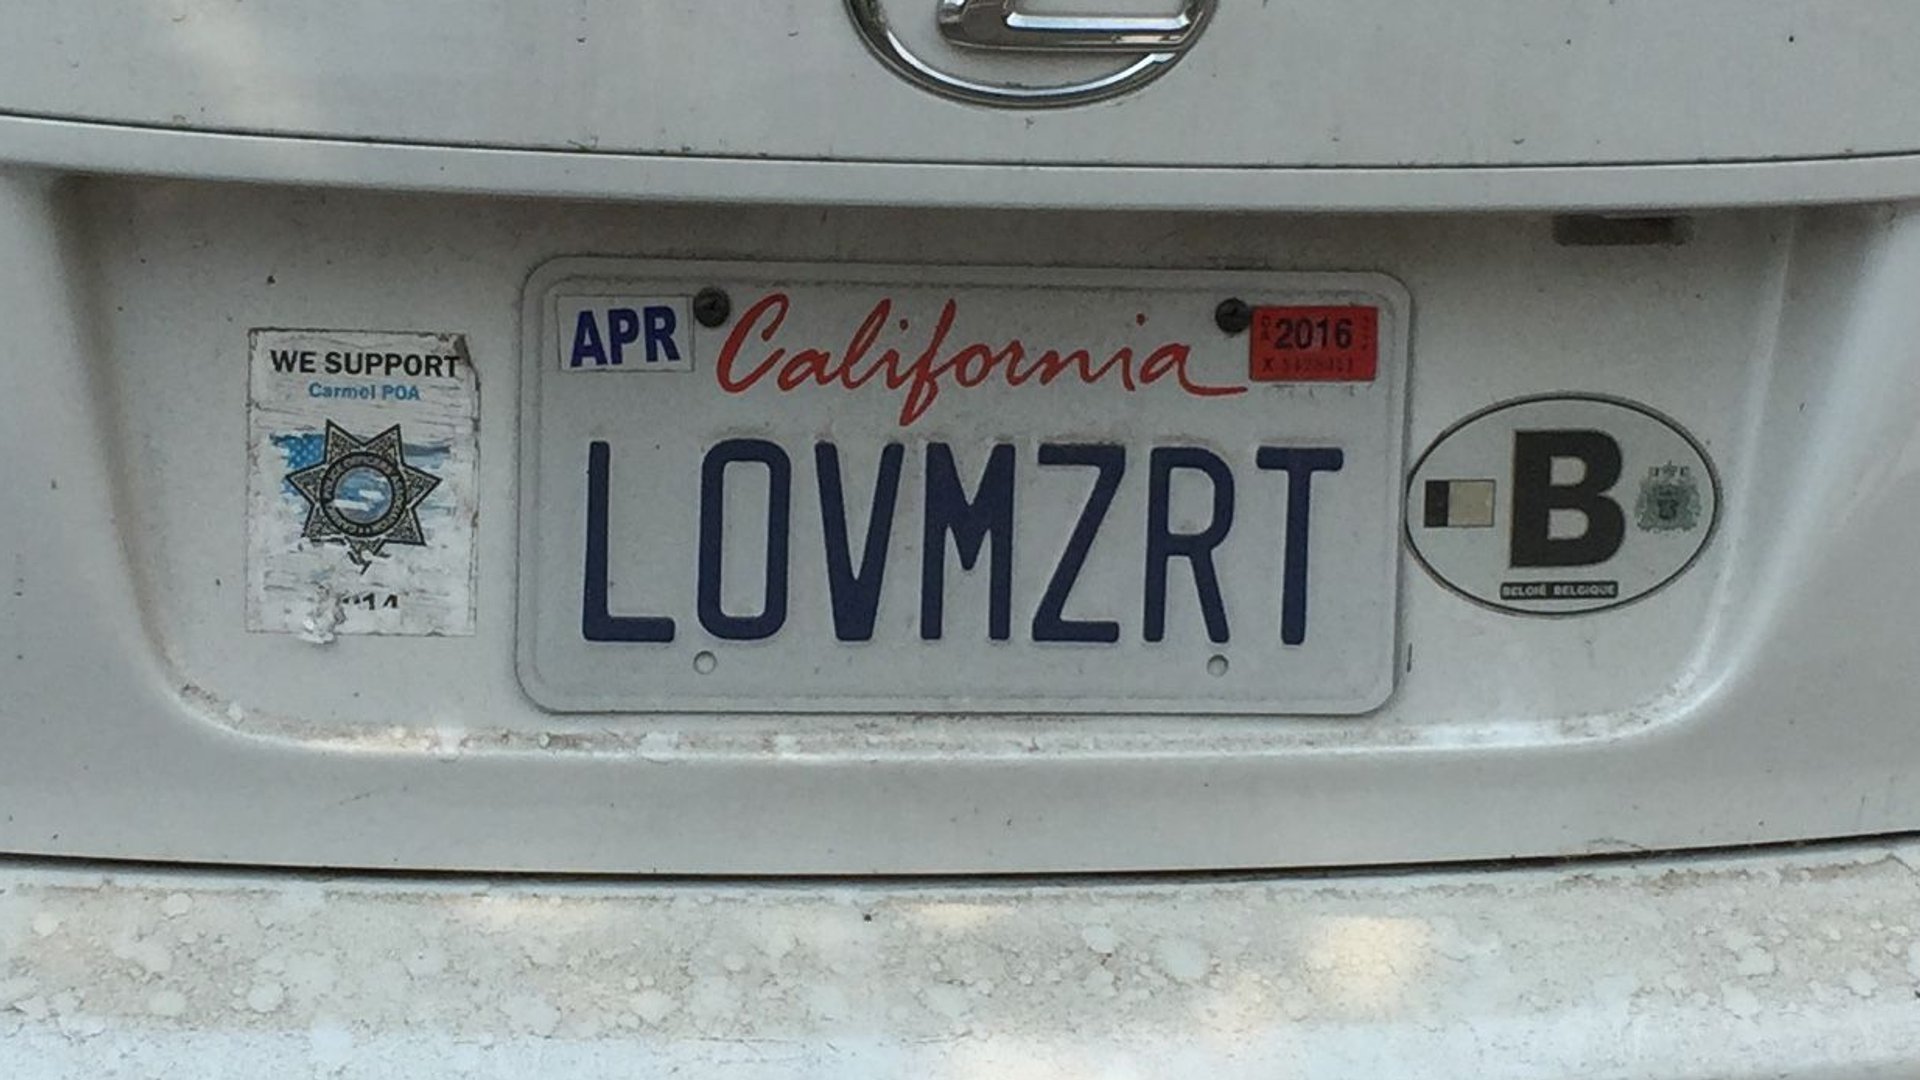 WE SUPPORT
Carmel POA
APR
California
2016
LOVMZRT
B
BELGIË BELGIQUE